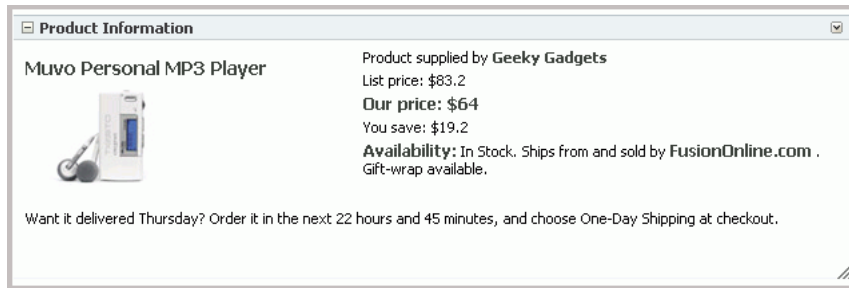 Product Information
Muvo Personal MP3 Player
Product supplied by Geeky Gadgets
List price: $83.2
Our price: $64
You save: $19.2
Availability: In Stock. Ships from and sold by FusionOnline.com .
Gift-wrap available.
Want it delivered Thursday? Order it in the next 22 hours and 45 minutes, and choose One-Day Shipping at checkout.